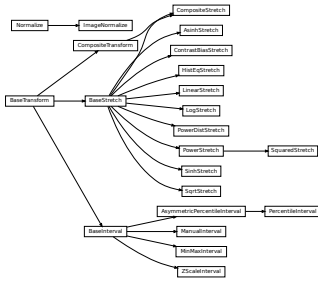 CompositeStretch
Normalize
ImageNormalize
AsinhStretch
CompositeTransform
ContrastBiasStretch
HistEqStretch
LinearStretch
BaseTransform
BaseStretch
LogStretch
PowerDistStretch
PowerStretch
SquaredStretch
SinhStretch
SqrtStretch
AsymmetricPercentileInterval
PercentileInterval
BaseInterval
ManualInterval
MinMaxInterval
ZScaleInterval